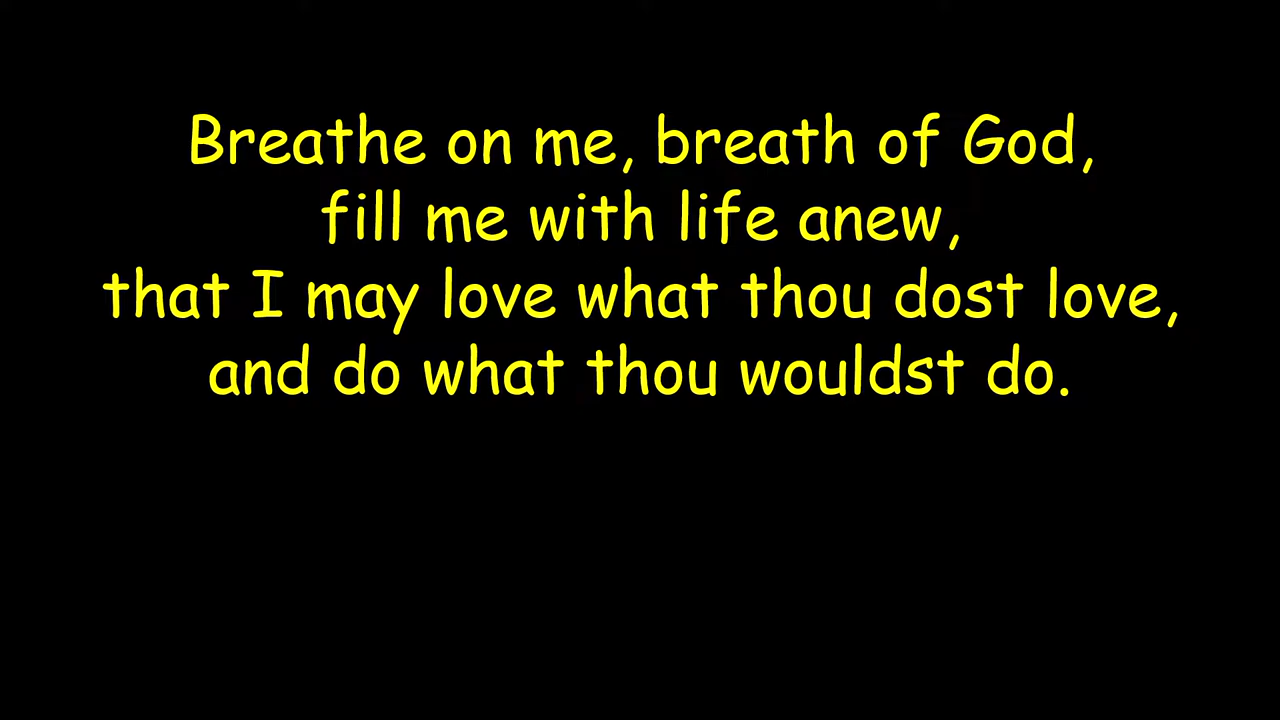 Breathe on me, breath of God,
fill me with life anew,
that I may love what thou dost love,
and do what thou wouldst do.